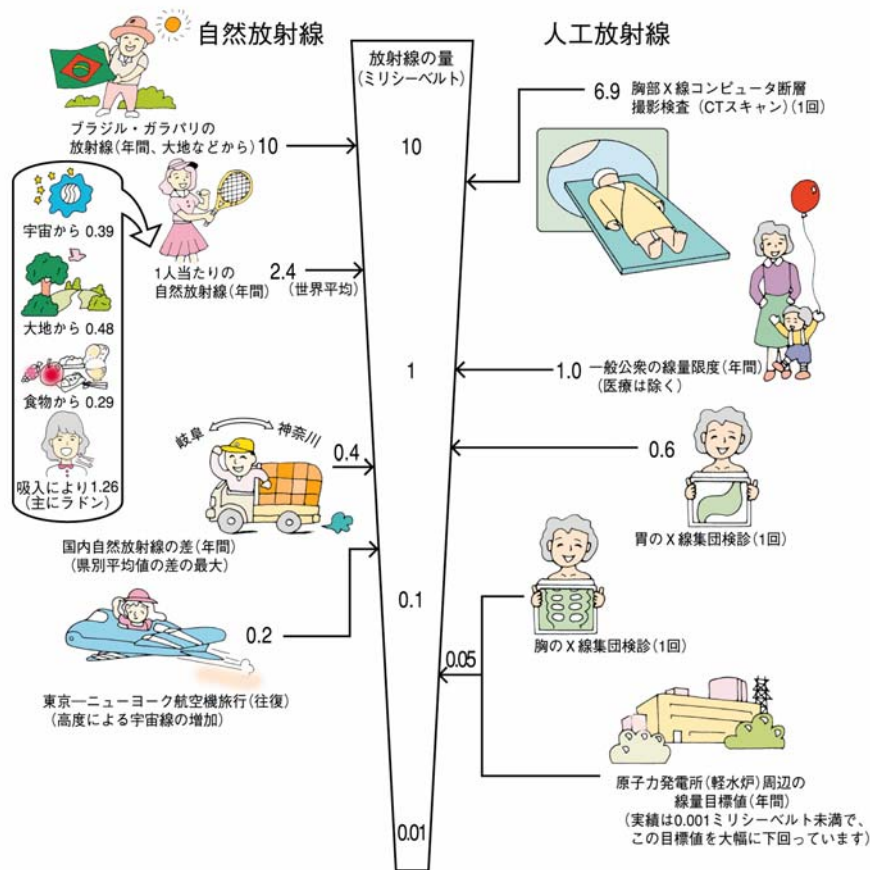 自然放射線
放射線の量
(ミリシーベルト)
人工放射線
ブラジル・ガラパリの
放射線(年間、大地などから)10
宇宙から 0.39
大地から 0.48
食物から 0.29
吸入により1.26
(主にラドン)
1人当たりの
自然放射線(年間)
2.4
(世界平均)
岐阜
神奈川
0.4
国内自然放射線の差(年間)
(県別平均値の差の最大)
0.2
東京―ニューヨーク航空機旅行(往復)
(高度による宇宙線の増加)
10
1
0.1
0.01
6.9 胸部X線コンピュータ断層
撮影検査(CTスキャン)(1回)
1.0 一般公衆の線量限度(年間)
(医療は除く)
0.6
胃のX線集団検診(1回)
胸のX線集団検診(1回)
0.05
原子力発電所(軽水炉)周辺の
線量目標値(年間)
(実績は0.001ミリシーベルト未満で、
この目標値を大幅に下回っています)